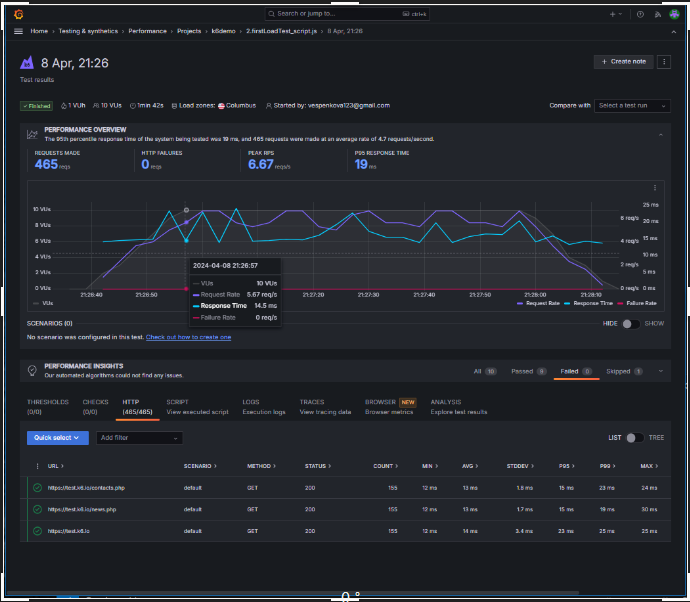 Search or jump to... ctrl+k
Home › Testing & synthetics › Performance › Projects › k6demo › 2.firstLoadTest_script.js › 8 Apr, 21:26
8 Apr, 21:26
+ Create note
Test results
Finished 1 VUh 10 VUs 1min 42s Load zones: Columbus Started by: vespenkova123@gmail.com Compare with Select a test run
PERFORMANCE OVERVIEW
The 95th percentile response time of the system being tested was 19 ms, and 465 requests were made at an average rate of 4.7 requests/second.
REQUESTS MADE HTTP FAILURES PEAK RPS P95 RESPONSE TIME
465 reqs 0 reqs 6.67 reqs/s 19 ms
25 ms
10 VUs
8 req/s 20 ms
8 VUs
6 VUs 4 req/s 15 ms
4 VUs
10 ms
2 VUs 2 req/s
5 ms
0 VUs 0 req/s 0 ms
21:26:40 21:26:50 21:27:20 21:27:30 21:27:40 21:27:50 21:28:00 21:28:10
2024-04-08 21:26:57
VUs 10 VUs
Request Rate 5.67 req/s
Response Time 14.5 ms
Failure Rate 0 req/s
VUs Request Rate Response Time Failure Rate
SCENARIOS (0) HIDE SHOW
No scenario was configured in this test. Check out how to create one
PERFORMANCE INSIGHTS
Our automated algorithms could not find any issues.
All 10 Passed Failed 0 Skipped 1
THRESHOLDS CHECKS HTTP SCRIPT LOGS TRACES BROWSER NEW ANALYSIS
(0/0) (0/0) (465/465) View executed script Execution logs View tracing data Browser metrics Explore test results
Quick select Add filter LIST TREE
URL SCENARIO METHOD STATUS COUNT MIN AVG STDDEV P95 P99 MAX
https://test.k6.io/contacts.php default GET 200 155 12 ms 13 ms 1.8 ms 15 ms 23 ms 24 ms
https://test.k6.io/news.php default GET 200 155 12 ms 13 ms 1.7 ms 15 ms 19 ms 30 ms
https://test.k6.io default GET 200 155 12 ms 14 ms 3.4 ms 23 ms 25 ms 25 ms